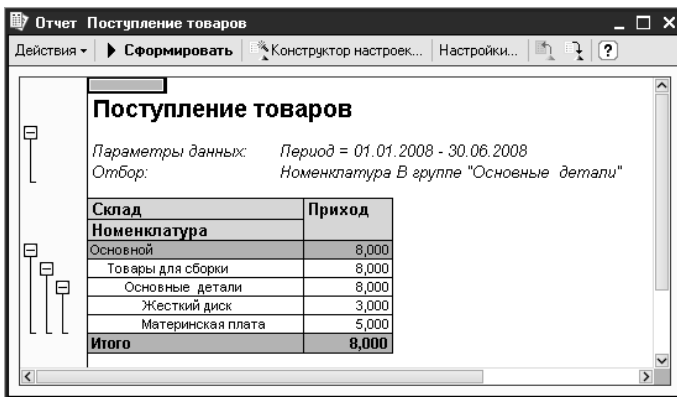 Отчет Поступление товаров
Действия Сформировать Конструктор настроек... Настройки... ?
Поступление товаров
Параметры данных: Период = 01.01.2008 - 30.06.2008
Отбор: Номенклатура В группе "Основные детали"
Склад Приход
Номенклатура
Основной 8,000
Товары для сборки 8,000
Основные детали 8,000
Жесткий диск 3,000
Материнская плата 5,000
Итого 8,000